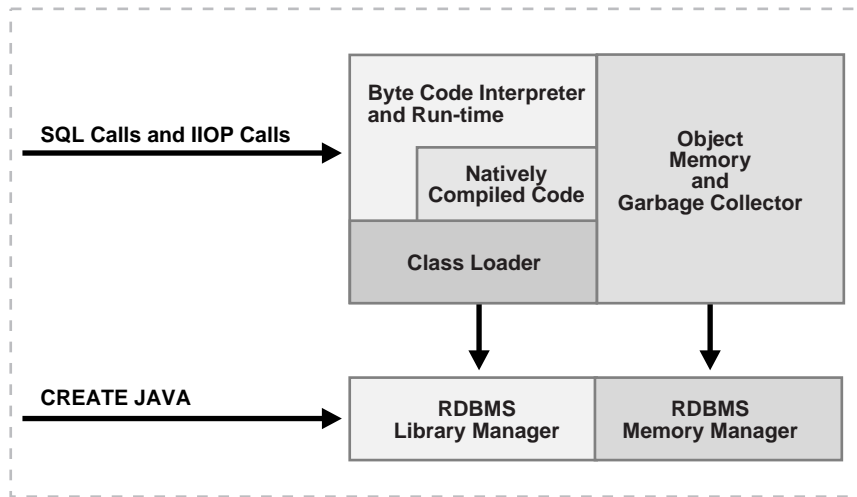 SQL Calls and IIOP Calls
Byte Code Interpreter
and Run-time
Natively
Compiled Code
Class Loader
Object
Memory
and
Garbage Collector
CREATE JAVA
RDBMS
Library Manager
RDBMS
Memory Manager